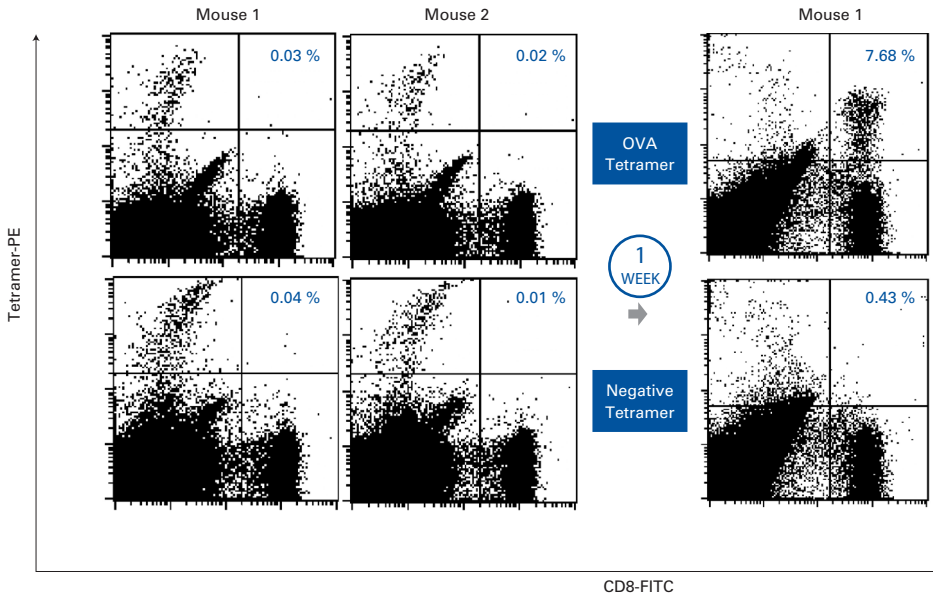 Mouse 1
Mouse 2
Mouse 1
0.03 %
0.02 %
7.68 %
OVA
Tetramer
1
WEEK
0.04 %
0.01 %
0.43 %
Negative
Tetramer
Tetramer-PE
CD8-FITC